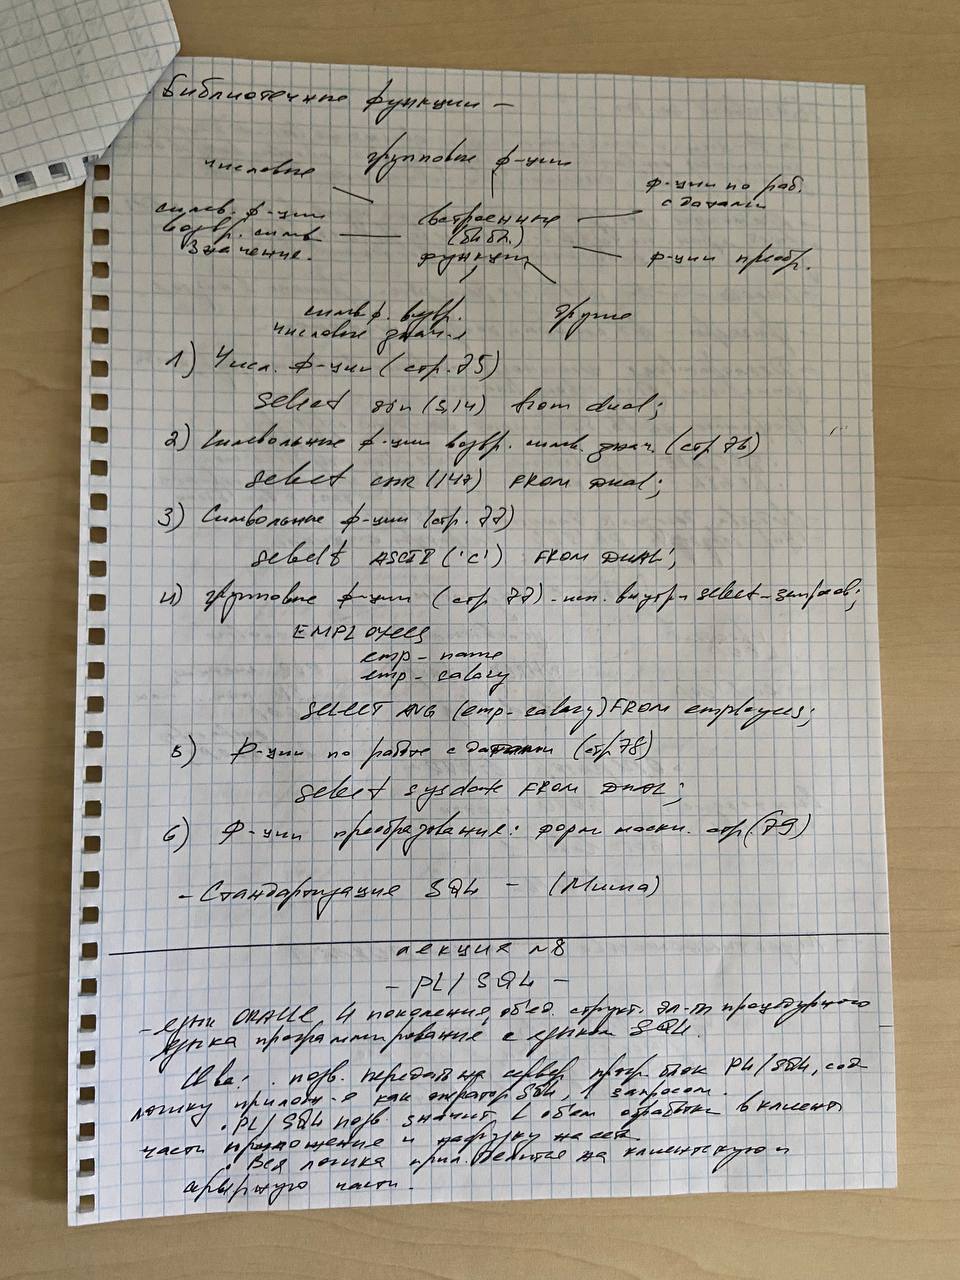 Библиотечные функции –
групповые ф-ции
числовые
ф-ции по раб.
с датами
симв. ф-ции
возвр. симв
значение.
встроенные
(библ.)
функции
ф-ции преобр.
симв ф. возвр.
числовые знач-я
другие
1) Числ. ф-ции (стр. 75)
select sin (3,14) from dual;
2) Символьные ф-ции возвр. симв. знач. (стр 76)
select CHR (147) FROM Dual;
3) Символьные ф-ции (стр. 77)
select ASCII ('C') FROM DUAL;
4) групповые ф-ции (стр 77) - исп. внутри select-запросов;
EMPLOYEES
emp - name
emp - salary
SELECT AVG (emp - salary) FROM employees;
5) Ф-ции по работе с датами (стр 78)
select sysdate FROM DUAL;
6) Ф-ции преобразования: форм маски. стр (79)
- Стандартизация SQL - (Миша)
лекция №8
- PL/SQL -
- язык ORACLE 4 поколения, объед. структ. эл-ты процедурного
языка программирования с языком SQL.
позв. передать на сервер прогр блок PL/SQL, сод
логику прилож-я как оператор SQL, 1 запросом.
. PL/SQL позв значит ↓ объем обработки в клиент
части приложения и нагрузку на сеть
. Вся логика прил. делится на клиентскую и
серверную части.